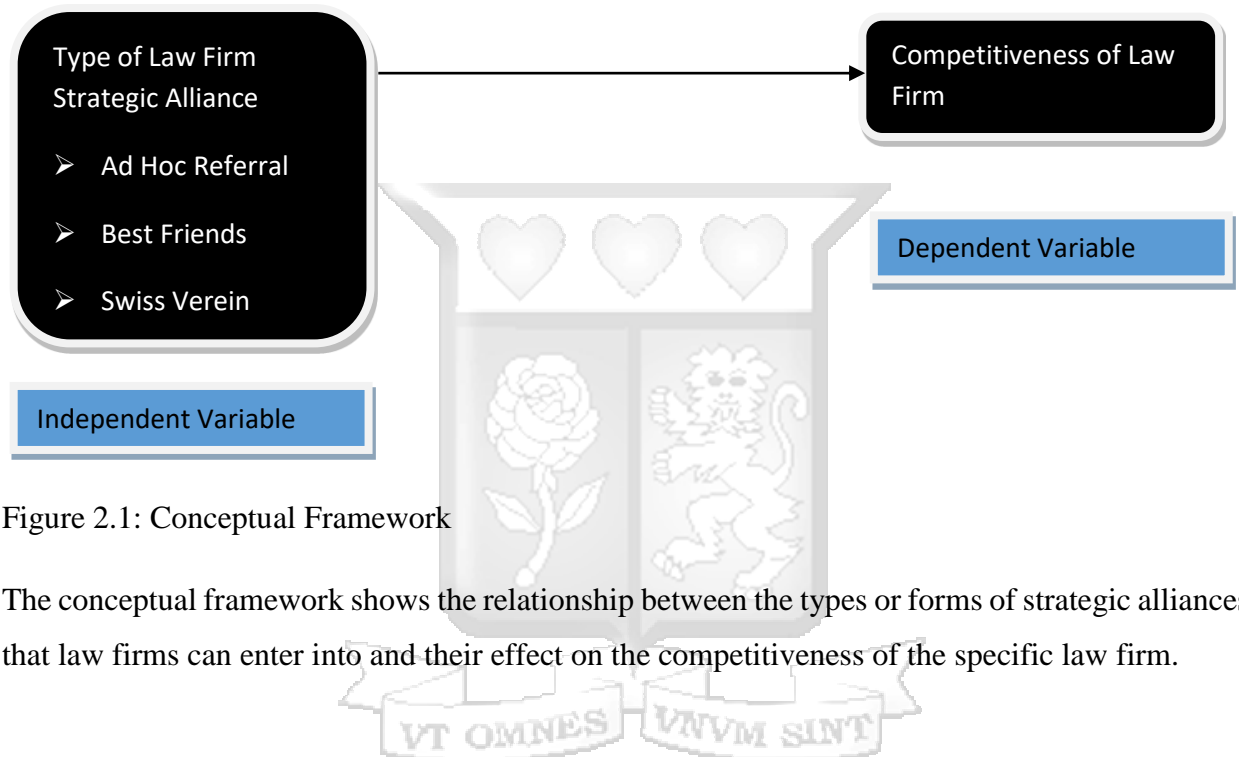 Type of Law Firm
Strategic Alliance
➢ Ad Hoc Referral
➢ Best Friends
➢ Swiss Verein
Competitiveness of Law
Firm
Dependent Variable
Independent Variable
Figure 2.1: Conceptual Framework
The conceptual framework shows the relationship between the types or forms of strategic alliances
that law firms can enter into and their effect on the competitiveness of the specific law firm.
VT OMNES VNVM SINT